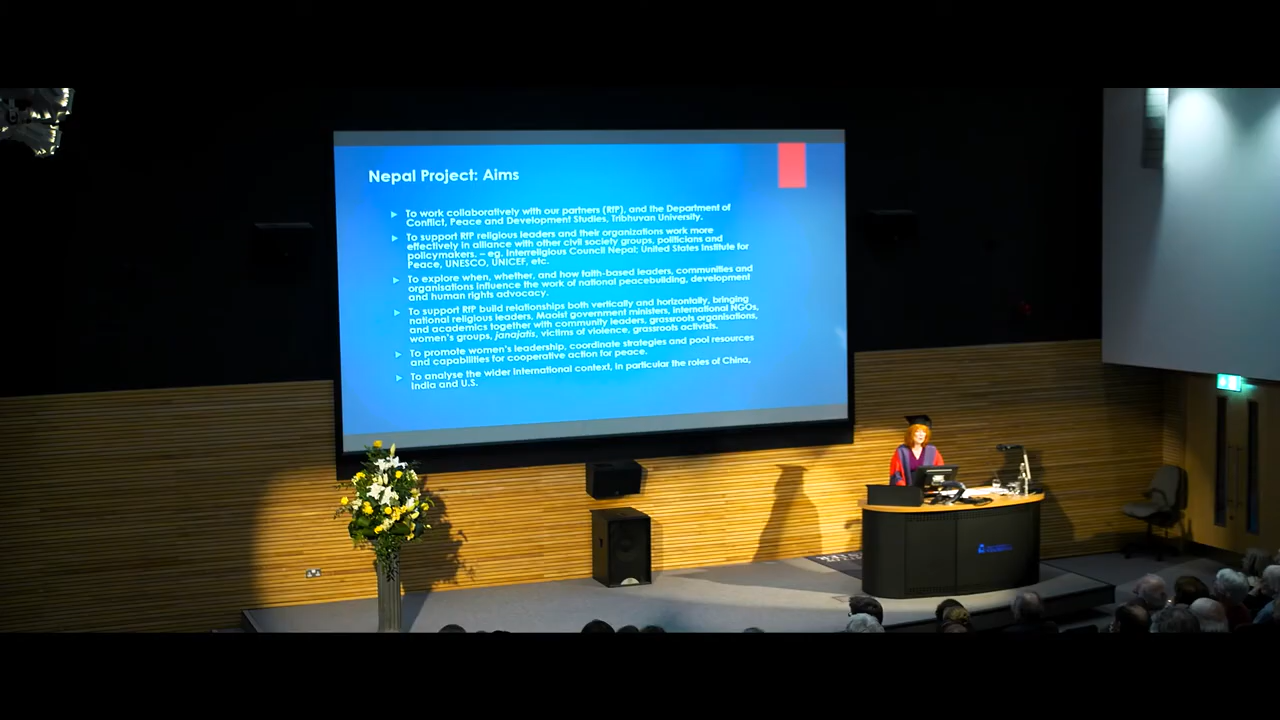 Nepal Project: Aims
To work collaboratively with our partners (RfP), and the Department of
Conflict, Peace and Development Studies, Tribhuvan University.
To support RfP religious leaders and their organizations work more
effectively in alliance with other civil society groups, politicians and
policymakers. – eg. Interreligious Council Nepal; United States Institute for
Peace, UNESCO, UNICEF, etc.
To explore when, whether, and how faith-based leaders, communities and
organisations influence the work of national peacebuilding, development
and human rights advocacy.
To support RfP build relationships both vertically and horizontally, bringing
national religious leaders, Maoist government ministers, international NGOs,
and academics together with community leaders, grassroots organisations,
women's groups, janajatis, victims of violence, grassroots activists.
To promote women's leadership, coordinate strategies and pool resources
and capabilities for cooperative action for peace.
To analyse the wider international context, in particular the roles of China,
India and U.S.